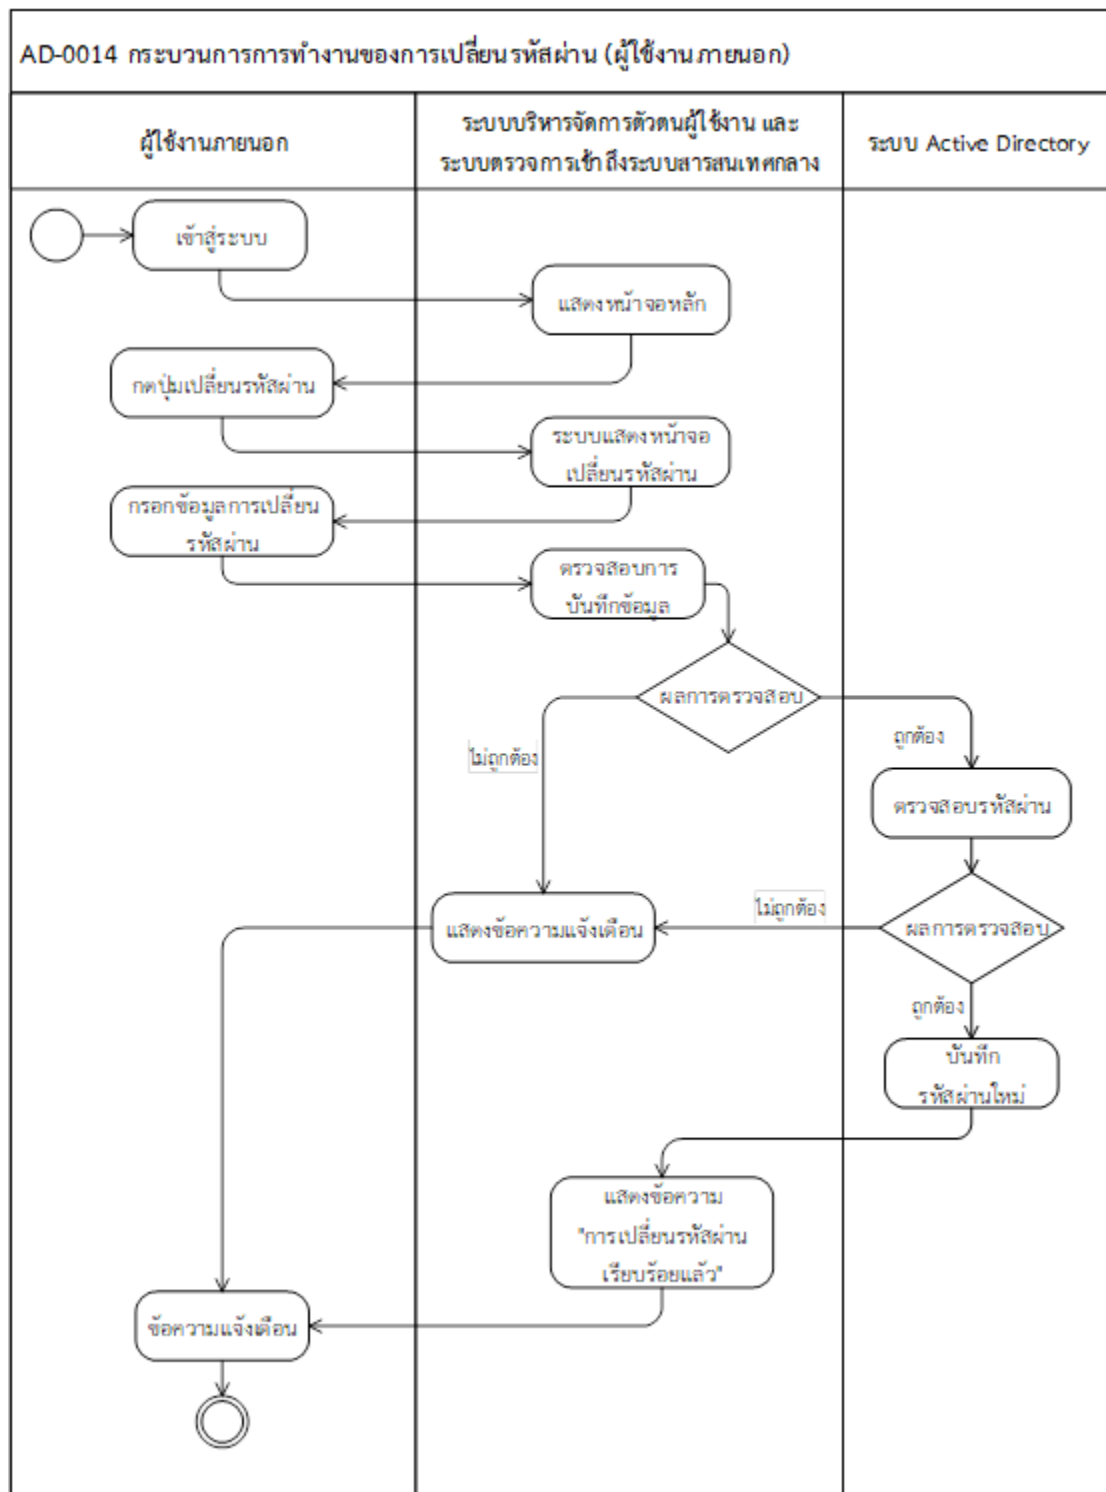 AD-0014 กระบวนการการทำงานของการเปลี่ยนรหัสผ่าน (ผู้ใช้งานภายนอก)
ผู้ใช้งานภายนอก
ระบบบริหารจัดการตัวตนผู้ใช้งาน และ
ระบบตรวจการเข้าถึงระบบสารสนเทศกลาง
ระบบ Active Directory
เข้าสู่ระบบ
แสดงหน้าจอหลัก
กดปุ่มเปลี่ยนรหัสผ่าน
ระบบแสดงหน้าจอ
เปลี่ยนรหัสผ่าน
กรอกข้อมูลการเปลี่ยน
รหัสผ่าน
ตรวจสอบการ
บันทึกข้อมูล
ผลการตรวจสอบ
ไม่ถูกต้อง
ถูกต้อง
ตรวจสอบรหัสผ่าน
แสดงข้อความแจ้งเตือน
ไม่ถูกต้อง
ผลการตรวจสอบ
ถูกต้อง
บันทึก
รหัสผ่านใหม่
แสดงข้อความ
"การเปลี่ยนรหัสผ่าน
เรียบร้อยแล้ว"
ข้อความแจ้งเตือน